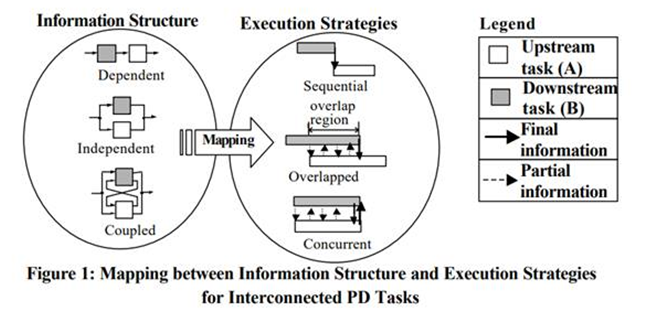 Information Structure
Dependent
Independent
Coupled
Mapping
Execution Strategies
Sequential
overlap
region
Overlapped
Concurrent
Legend
Upstream
task (A)
Downstream
task (B)
Final
information
Partial
information
Figure 1: Mapping between Information Structure and Execution Strategies
for Interconnected PD Tasks